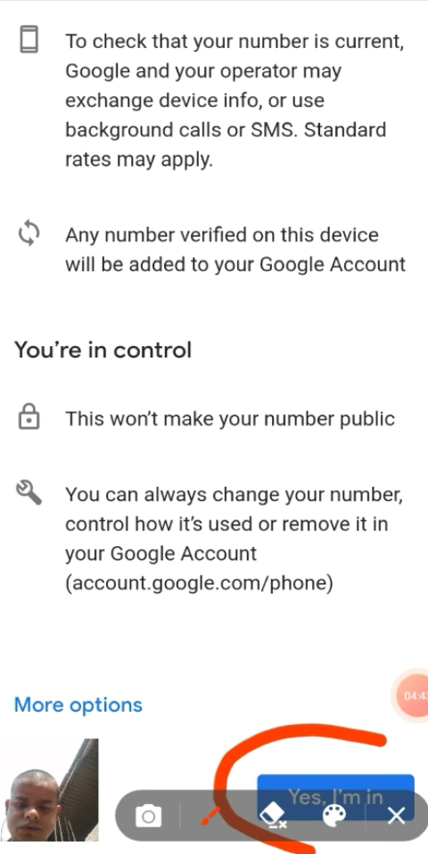 To check that your number is current,
Google and your operator may
exchange device info, or use
background calls or SMS. Standard
rates may apply.
Any number verified on this device
will be added to your Google Account
You're in control
This won't make your number public
You can always change your number,
control how it's used or remove it in
your Google Account
(account.google.com/phone)
More options
Yes, I'm in